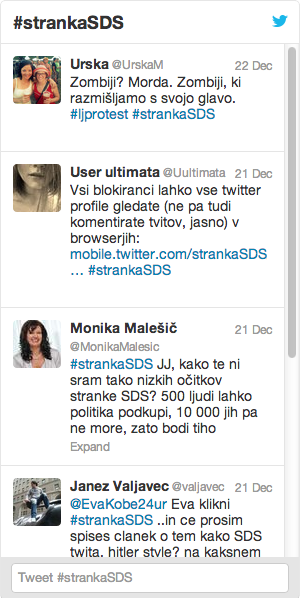 #strankaSDS
Urska @UrskaM 22 Dec
Zombiji? Morda. Zombiji, ki
razmišljamo s svojo glavo.
#ljprotest #strankaSDS
User ultimata @Uultimata 21 Dec
Vsi blokiranci lahko vse twitter
profile gledate (ne pa tudi
komentirate tvitov, jasno) v
browserjih:
mobile.twitter.com/strankaSDS
… #strankaSDS
Monika Malešič 21 Dec
@MonikaMalesic
#strankaSDS JJ, kako te ni
sram tako nizkih očitkov
stranke SDS? 500 ljudi lahko
politika podkupi, 10 000 jih pa
ne more, zato bodi tiho
Expand
Janez Valjavec @valjavec 21 Dec
@EvaKobe24ur Eva klikni
#strankaSDS ..in ce prosim
spises clanek o tem kako SDS
twita. hitler style? na kaksnem
Tweet #strankaSDS